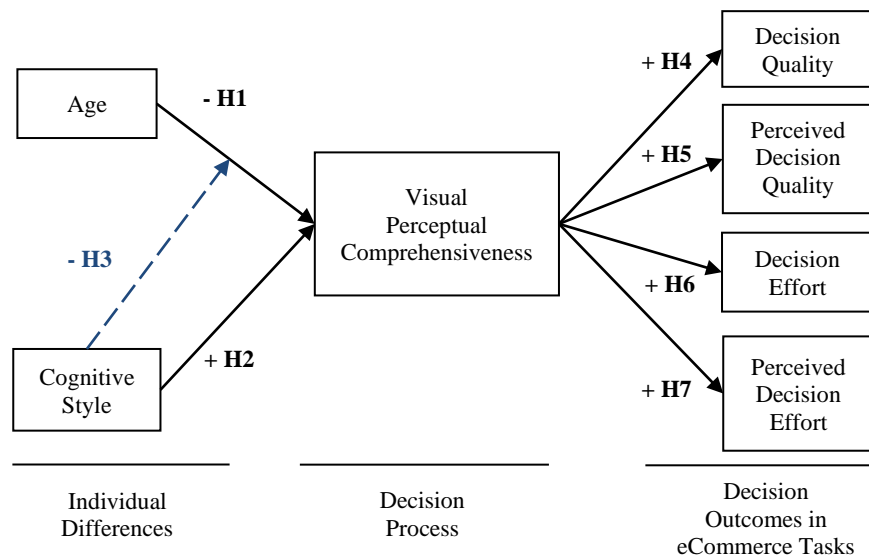 Age
- H1
- H3
Cognitive
Style
+ H2
Visual
Perceptual
Comprehensiveness
+ H4
+ H5
+ H6
+ H7
Decision
Quality
Perceived
Decision
Quality
Decision
Effort
Perceived
Decision
Effort
Individual
Differences
Decision
Process
Decision
Outcomes in
eCommerce Tasks